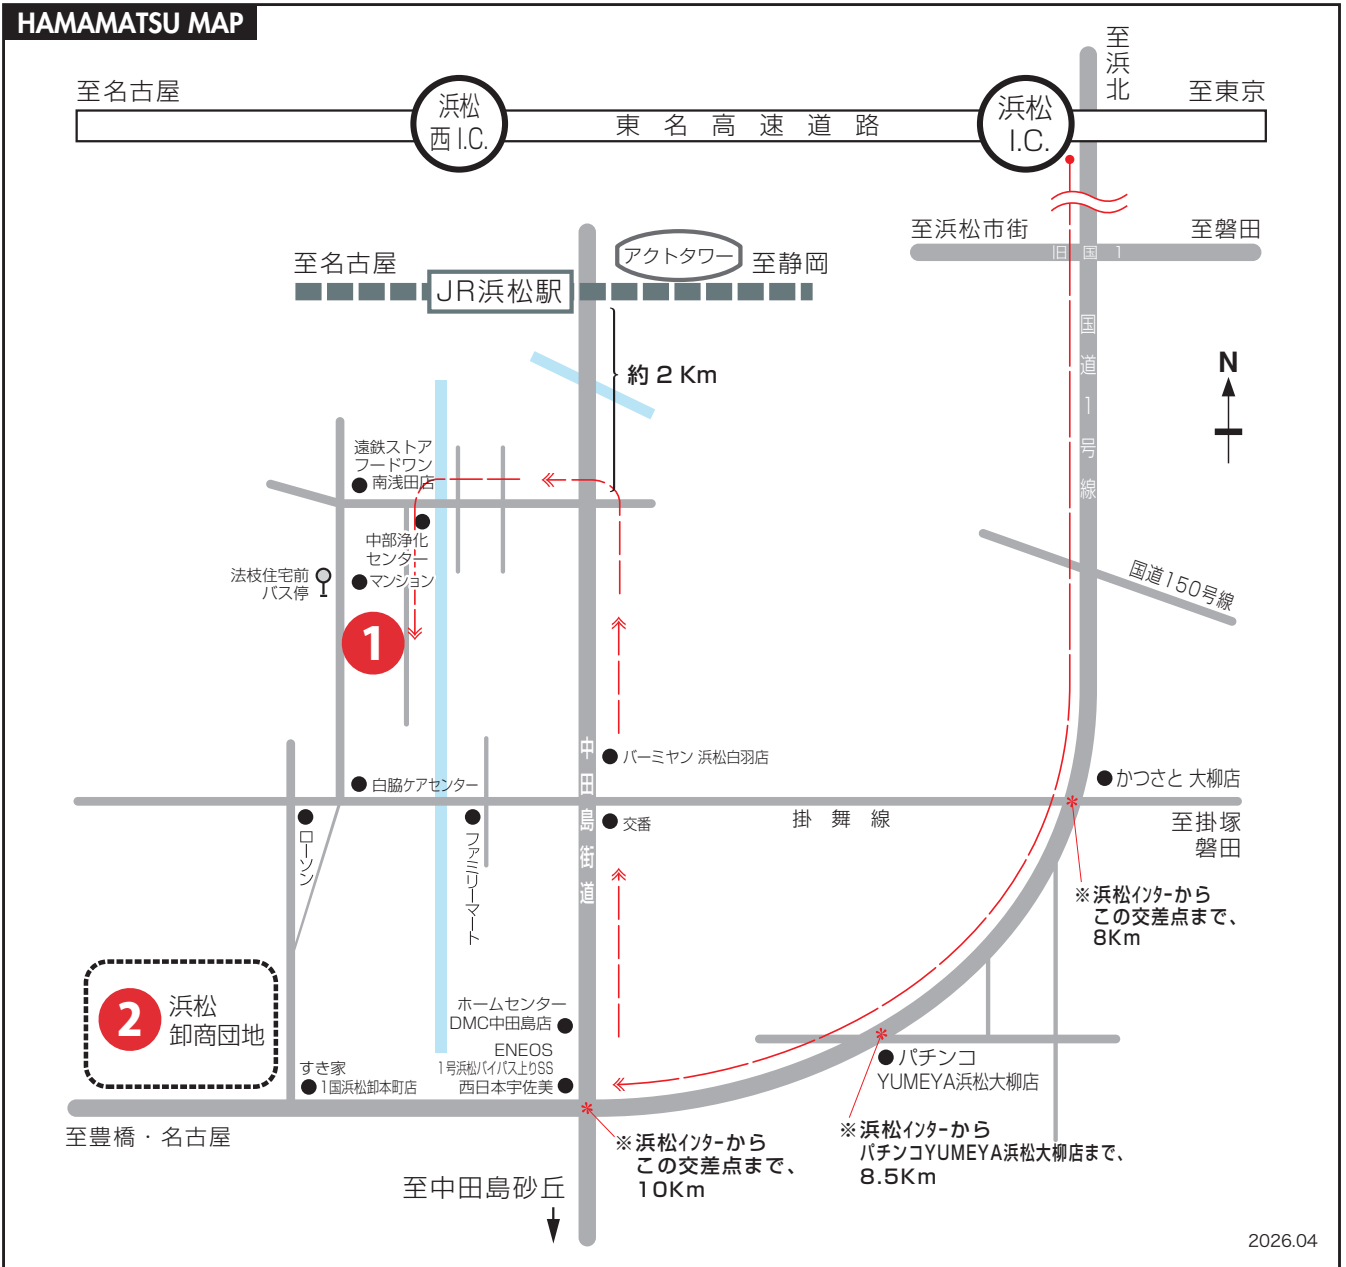 HAMAMATSU MAP
至名古屋
浜松
西 I.C.
東名高速道路
浜松
I.C.
至浜北
至東京
至浜松市街
至磐田
旧国1
至名古屋
JR浜松駅
アクトタワー
至静岡
約 2 Km
国道1号線
N
遠鉄ストア
フードワン
南浅田店
中部浄化
センター
法枝住宅前
バス停
マンション
1
国道150号線
中田島街道
バーミヤン 浜松白羽店
白脇ケアセンター
かつさと 大柳店
ローソン
ファミリーマート
交番
掛舞線
至掛塚
磐田
※浜松インターから
この交差点まで、
8Km
2
浜松
卸商団地
ホームセンター
DMC中田島店
ENEOS
1号浜松バイパス上りSS
西日本宇佐美
すき家
1国浜松卸本町店
パチンコ
YUMEYA浜松大柳店
至豊橋・名古屋
※浜松インターから
この交差点まで、
10Km
※浜松インターから
パチンコYUMEYA浜松大柳店まで、
8.5Km
至中田島砂丘
2026.04